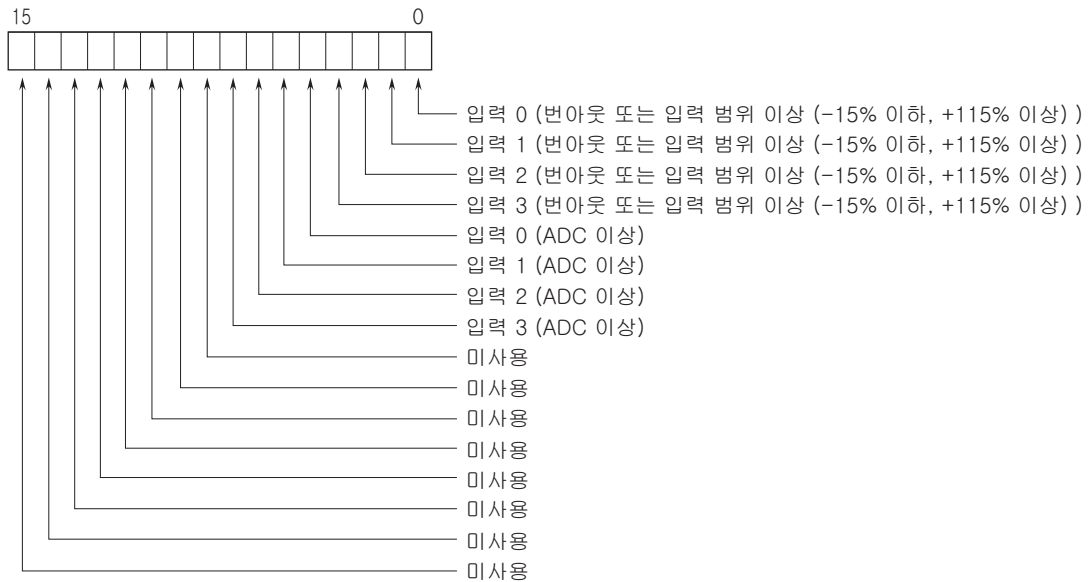 15 0
입력 0 (번아웃 또는 입력 범위 이상 (-15% 이하, +115% 이상) )
입력 1 (번아웃 또는 입력 범위 이상 (-15% 이하, +115% 이상) )
입력 2 (번아웃 또는 입력 범위 이상 (-15% 이하, +115% 이상) )
입력 3 (번아웃 또는 입력 범위 이상 (-15% 이하, +115% 이상) )
입력 0 (ADC 이상)
입력 1 (ADC 이상)
입력 2 (ADC 이상)
입력 3 (ADC 이상)
미사용
미사용
미사용
미사용
미사용
미사용
미사용
미사용